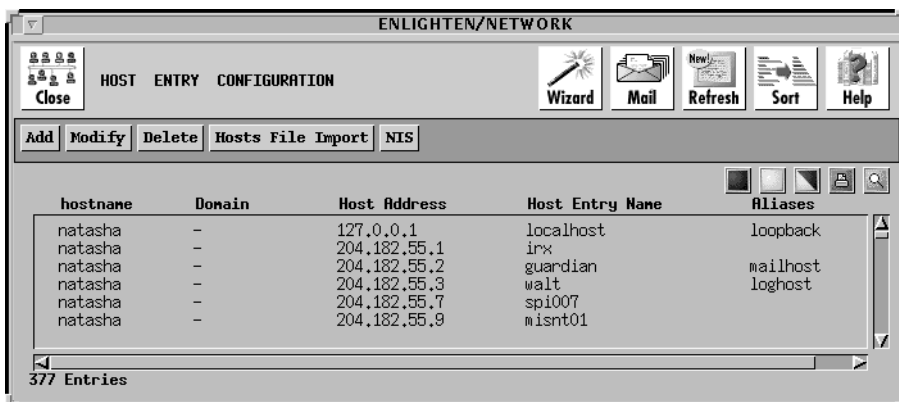 ENLIGHTEN/NETWORK
Close
HOST ENTRY CONFIGURATION
Wizard
Mail
New!
Refresh
Sort
Help
Add Modify Delete Hosts File Import NIS
hostname Domain Host Address Host Entry Name Aliases
natasha - 127.0.0.1 localhost loopback
natasha - 204.182.55.1 irx
natasha - 204.182.55.2 guardian mailhost
natasha - 204.182.55.3 walt loghost
natasha - 204.182.55.7 spi007
natasha - 204.182.55.9 misnt01
377 Entries